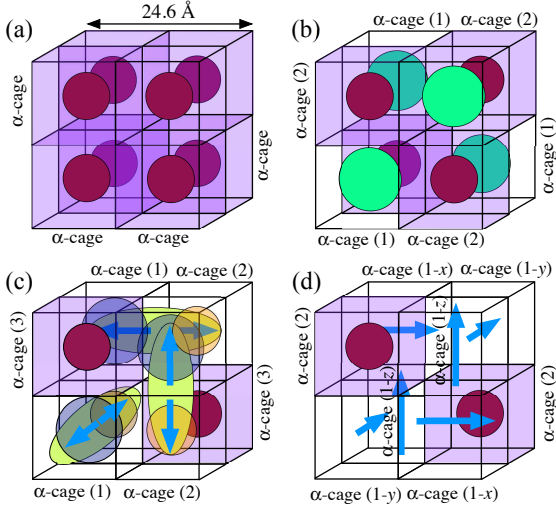 (a)
24.6 Å
α-cage
α-cage
α-cage
α-cage
(b)
α-cage (1)
α-cage (2)
α-cage (2)
α-cage (1)
α-cage (1)
α-cage (2)
(c)
α-cage (1)
α-cage (2)
α-cage (3)
α-cage (3)
α-cage (1)
α-cage (2)
(d)
α-cage (1-x)
α-cage (1-y)
α-cage (2)
α-cage (1-z)
α-cage (1-z)
α-cage (2)
α-cage (1-y)
α-cage (1-x)